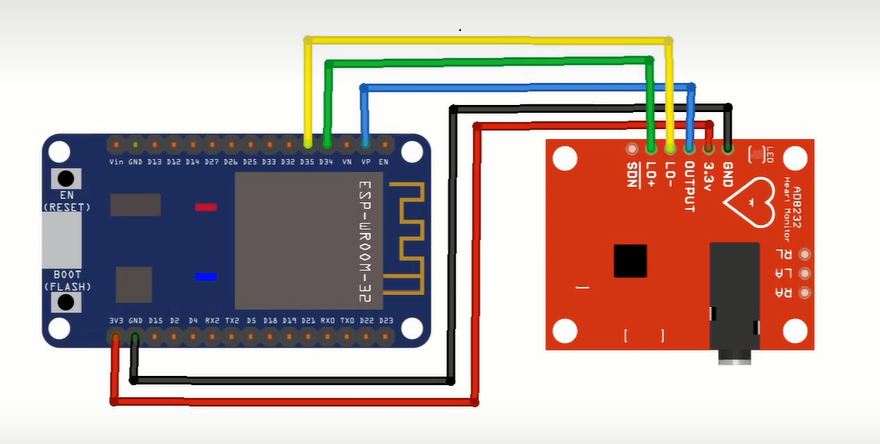 Vin GND D13 D12 D14 D27 D26 D25 D33 D32 D35 D34 VN VP EN
EN
(RESET)
BOOT
(FLASH)
ESP-WROOM-32
3V3 GND D15 D2 D4 RX2 TX2 D5 D18 D19 D21 RX0 TX0 D22 D23
SDN
LO+
LO-
OUTPUT
3.3v
GND
LED
AD8232
Heart Monitor
RL
LA
RA